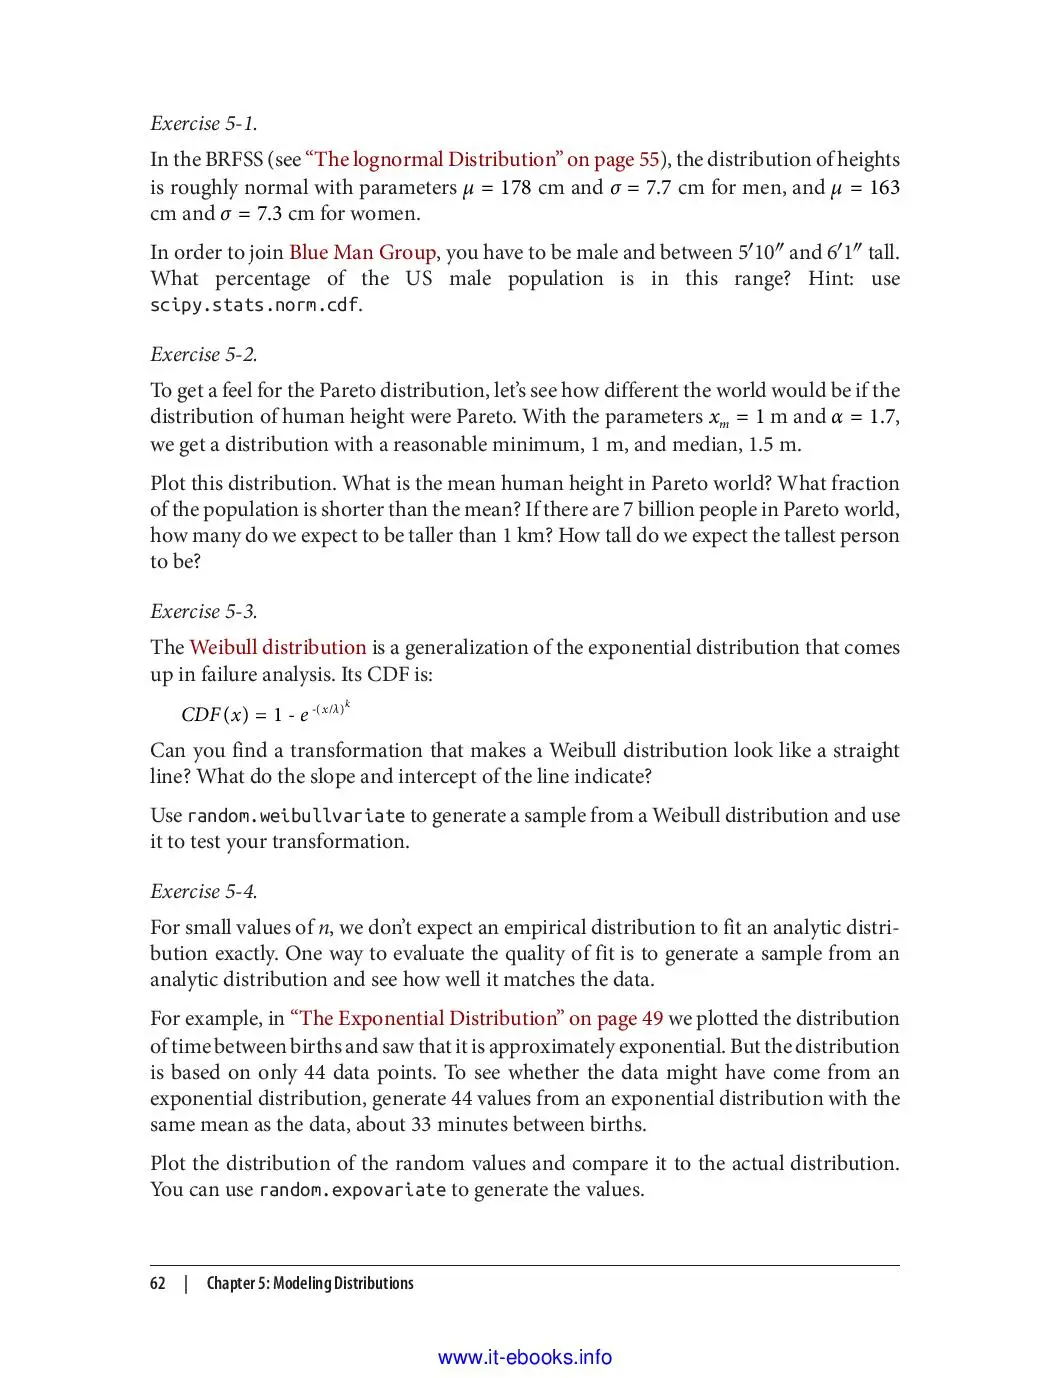 Exercise 5-1.
In the BRFSS (see “The lognormal Distribution” on page 55), the distribution of heights
is roughly normal with parameters μ = 178 cm and σ = 7.7 cm for men, and μ = 163
cm and σ = 7.3 cm for women.
In order to join Blue Man Group, you have to be male and between 5′10″ and 6′1″ tall.
What percentage of the US male population is in this range? Hint: use
scipy.stats.norm.cdf.
Exercise 5-2.
To get a feel for the Pareto distribution, let’s see how different the world would be if the
distribution of human height were Pareto. With the parameters xₘ = 1 m and α = 1.7,
we get a distribution with a reasonable minimum, 1 m, and median, 1.5 m.
Plot this distribution. What is the mean human height in Pareto world? What fraction
of the population is shorter than the mean? If there are 7 billion people in Pareto world,
how many do we expect to be taller than 1 km? How tall do we expect the tallest person
to be?
Exercise 5-3.
The Weibull distribution is a generalization of the exponential distribution that comes
up in failure analysis. Its CDF is:
CDF(x) = 1 - e^-(x/λ)^k
Can you find a transformation that makes a Weibull distribution look like a straight
line? What do the slope and intercept of the line indicate?
Use random.weibullvariate to generate a sample from a Weibull distribution and use
it to test your transformation.
Exercise 5-4.
For small values of n, we don’t expect an empirical distribution to fit an analytic distri-
bution exactly. One way to evaluate the quality of fit is to generate a sample from an
analytic distribution and see how well it matches the data.
For example, in “The Exponential Distribution” on page 49 we plotted the distribution
of time between births and saw that it is approximately exponential. But the distribution
is based on only 44 data points. To see whether the data might have come from an
exponential distribution, generate 44 values from an exponential distribution with the
same mean as the data, about 33 minutes between births.
Plot the distribution of the random values and compare it to the actual distribution.
You can use random.expovariate to generate the values.
62 | Chapter 5: Modeling Distributions
www.it-ebooks.info